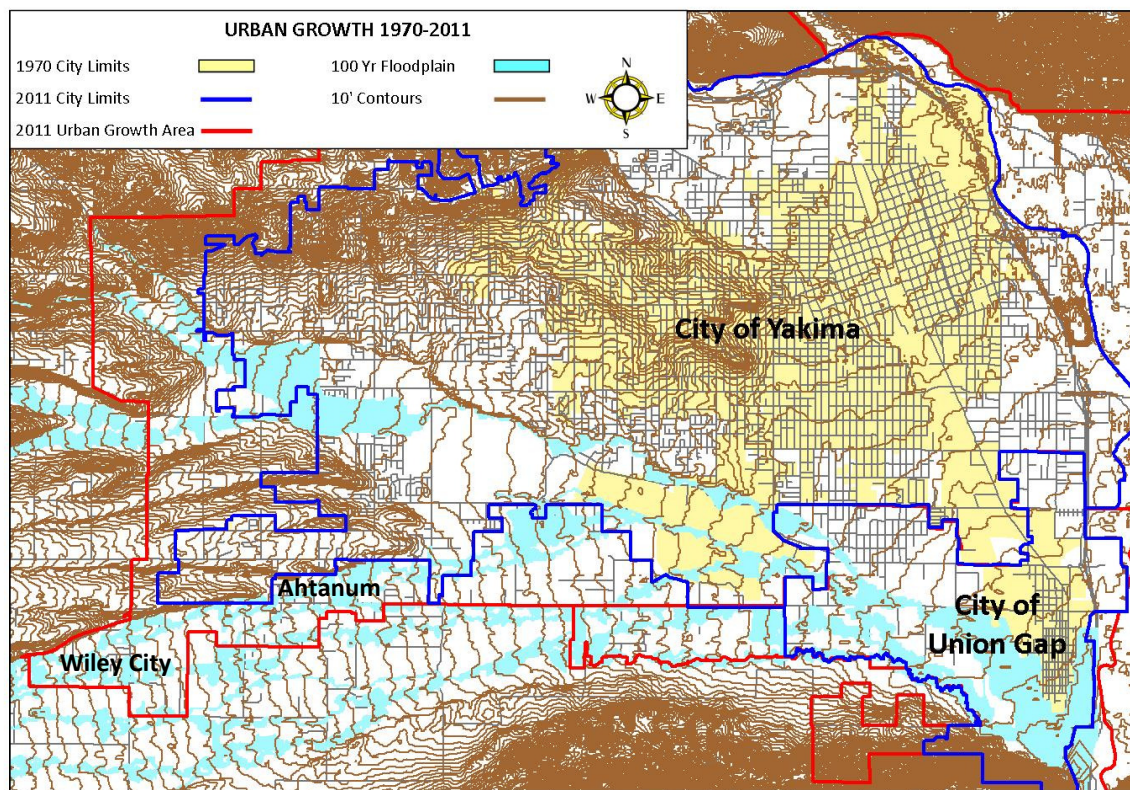 URBAN GROWTH 1970-2011
1970 City Limits
100 Yr Floodplain
2011 City Limits
10' Contours
2011 Urban Growth Area
N
W E
S
City of Yakima
Ahtanum
City of
Union Gap
Wiley City